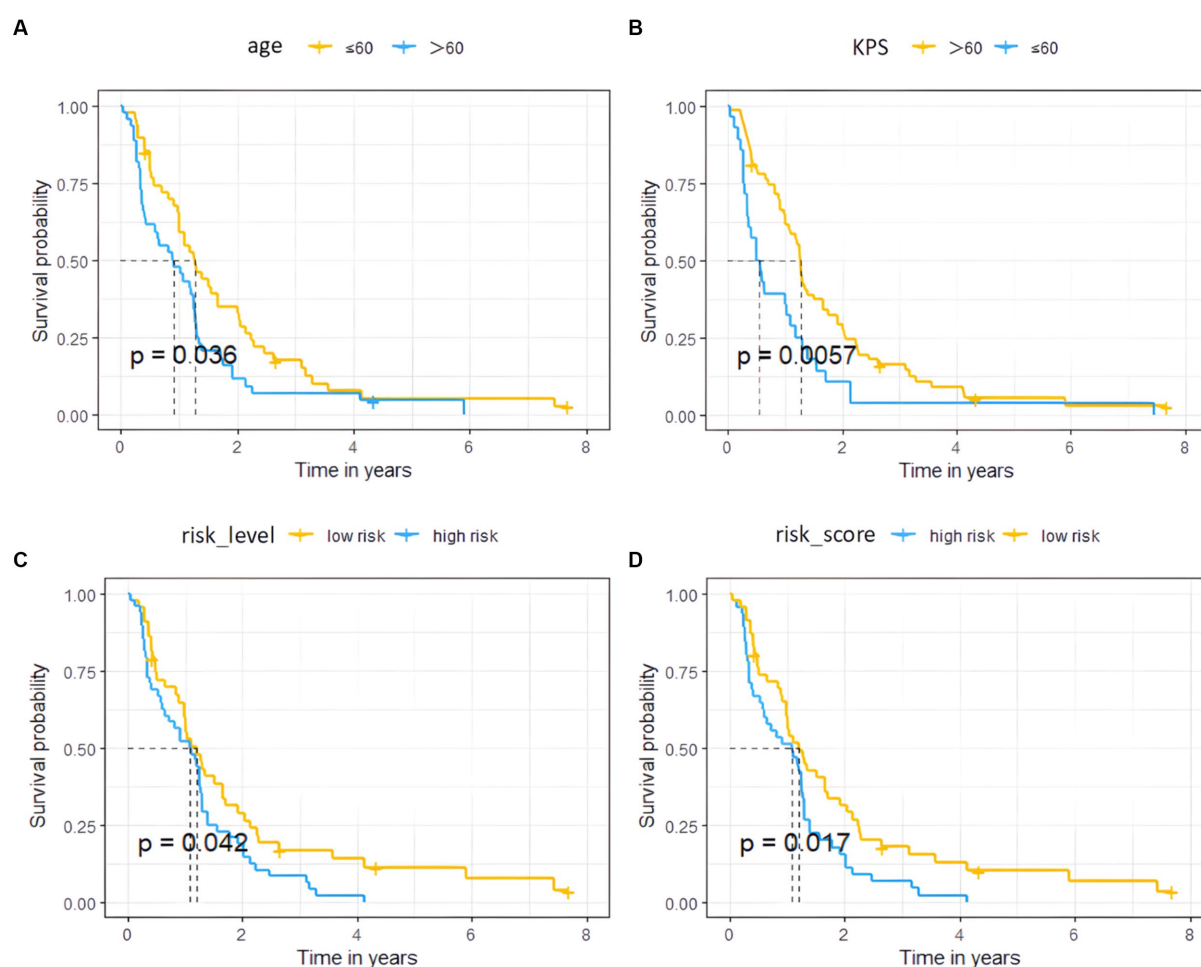 A
age ≤60 >60
1.00
0.75
0.50
0.25
0.00
Survival probability
p = 0.036
0 2 4 6 8
Time in years
B
KPS >60 ≤60
1.00
0.75
0.50
0.25
0.00
Survival probability
p = 0.0057
0 2 4 6 8
Time in years
C
risk_level low risk high risk
1.00
0.75
0.50
0.25
0.00
Survival probability
p = 0.042
0 2 4 6 8
Time in years
D
risk_score high risk low risk
1.00
0.75
0.50
0.25
0.00
Survival probability
p = 0.017
0 2 4 6 8
Time in years